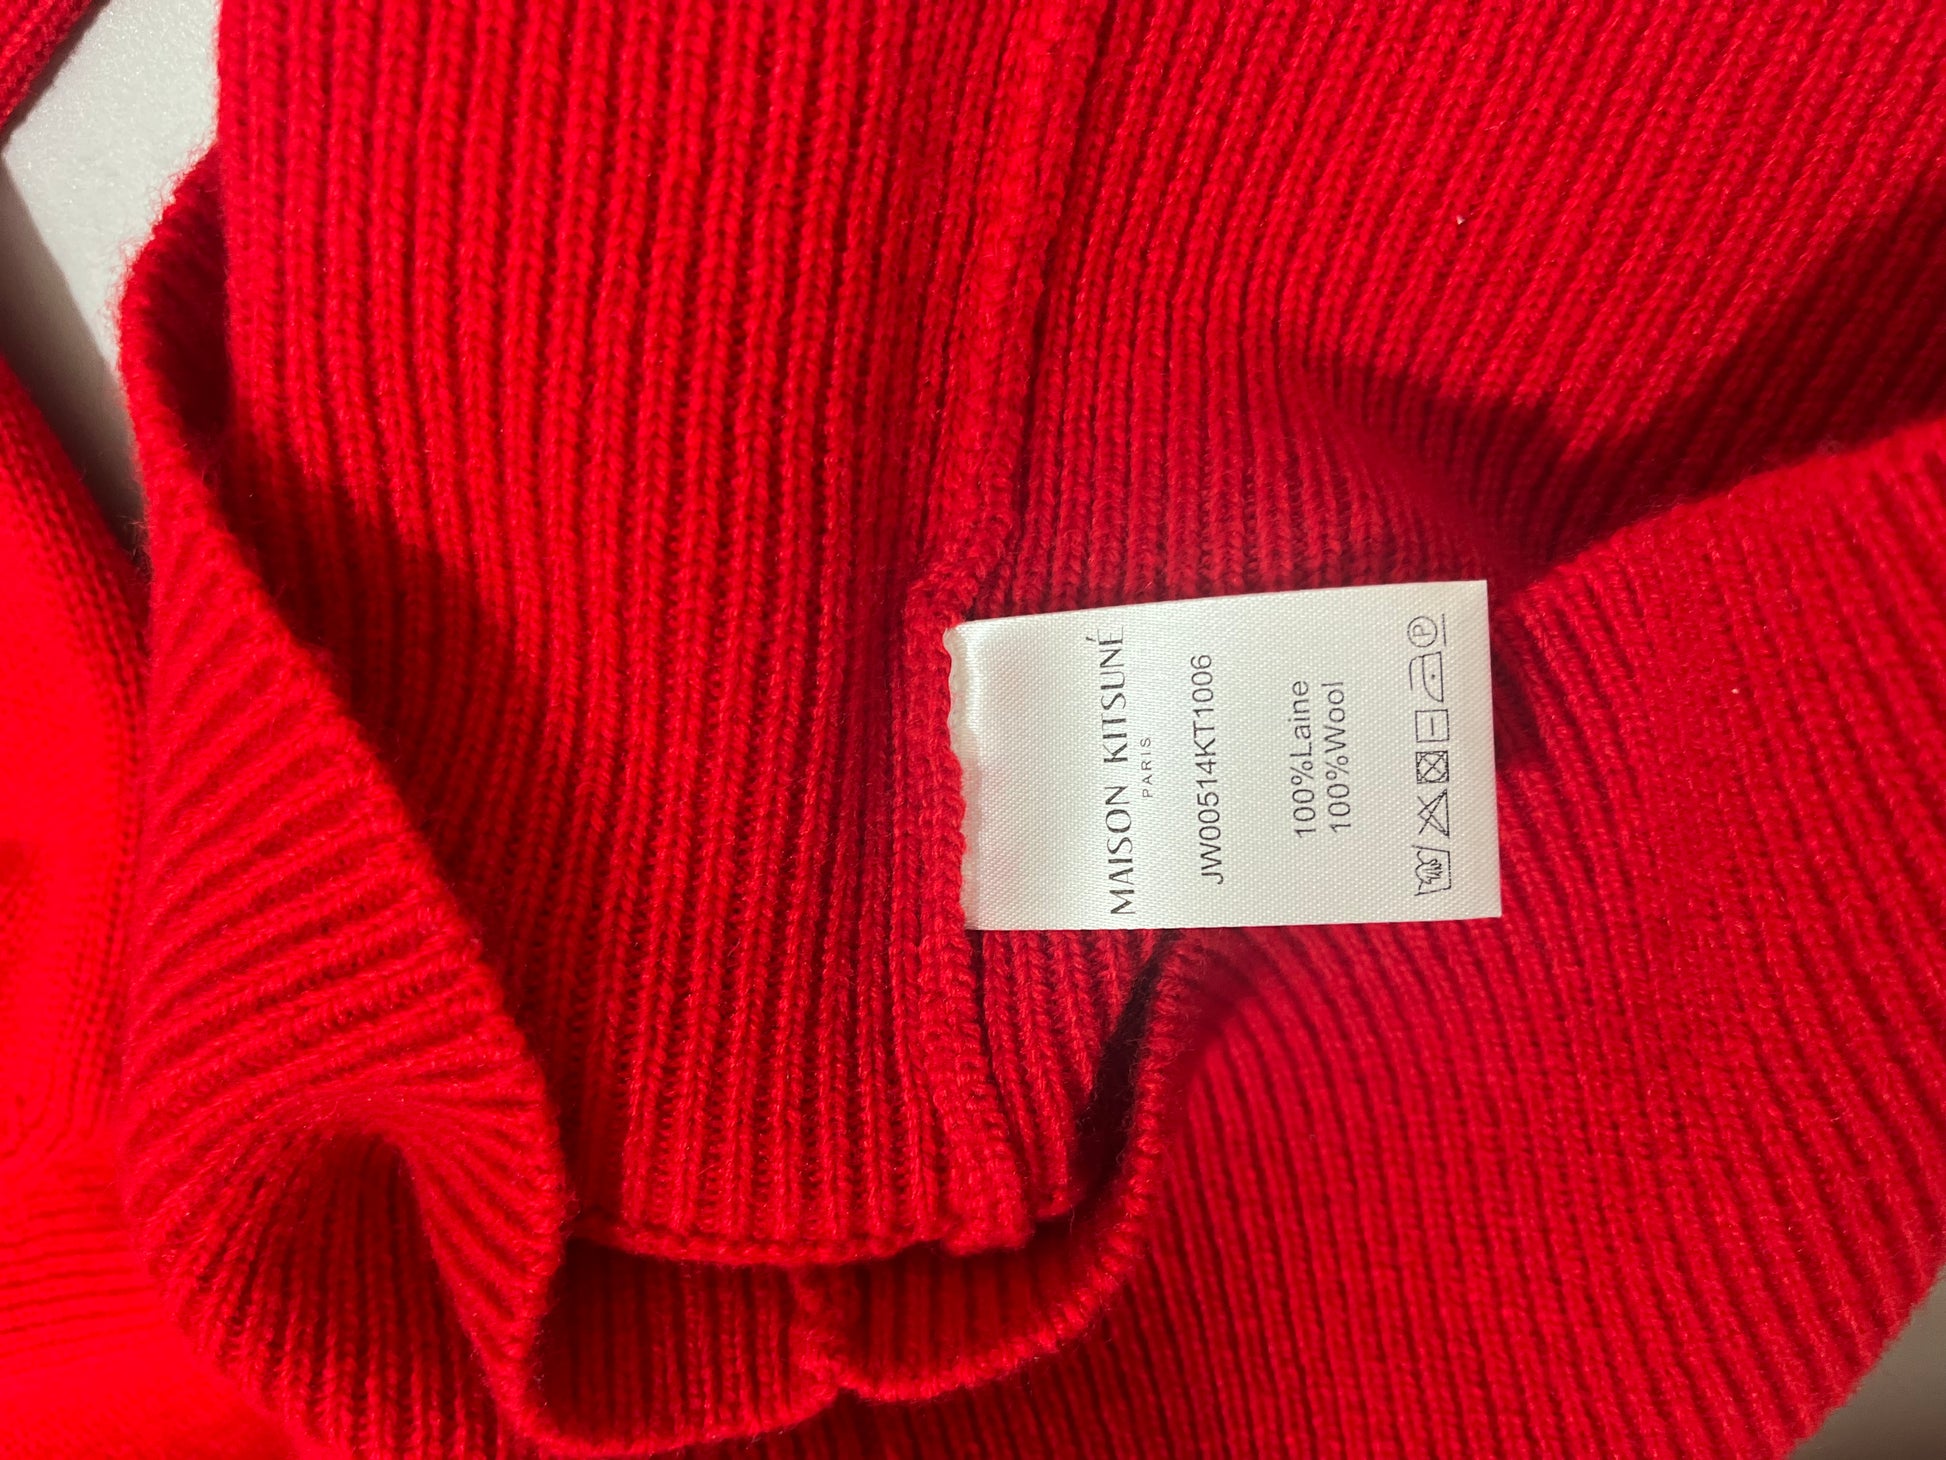 MAISON KITSUNÉ
PARIS
JW00514KT1006
100%Laine
100%Wool
P